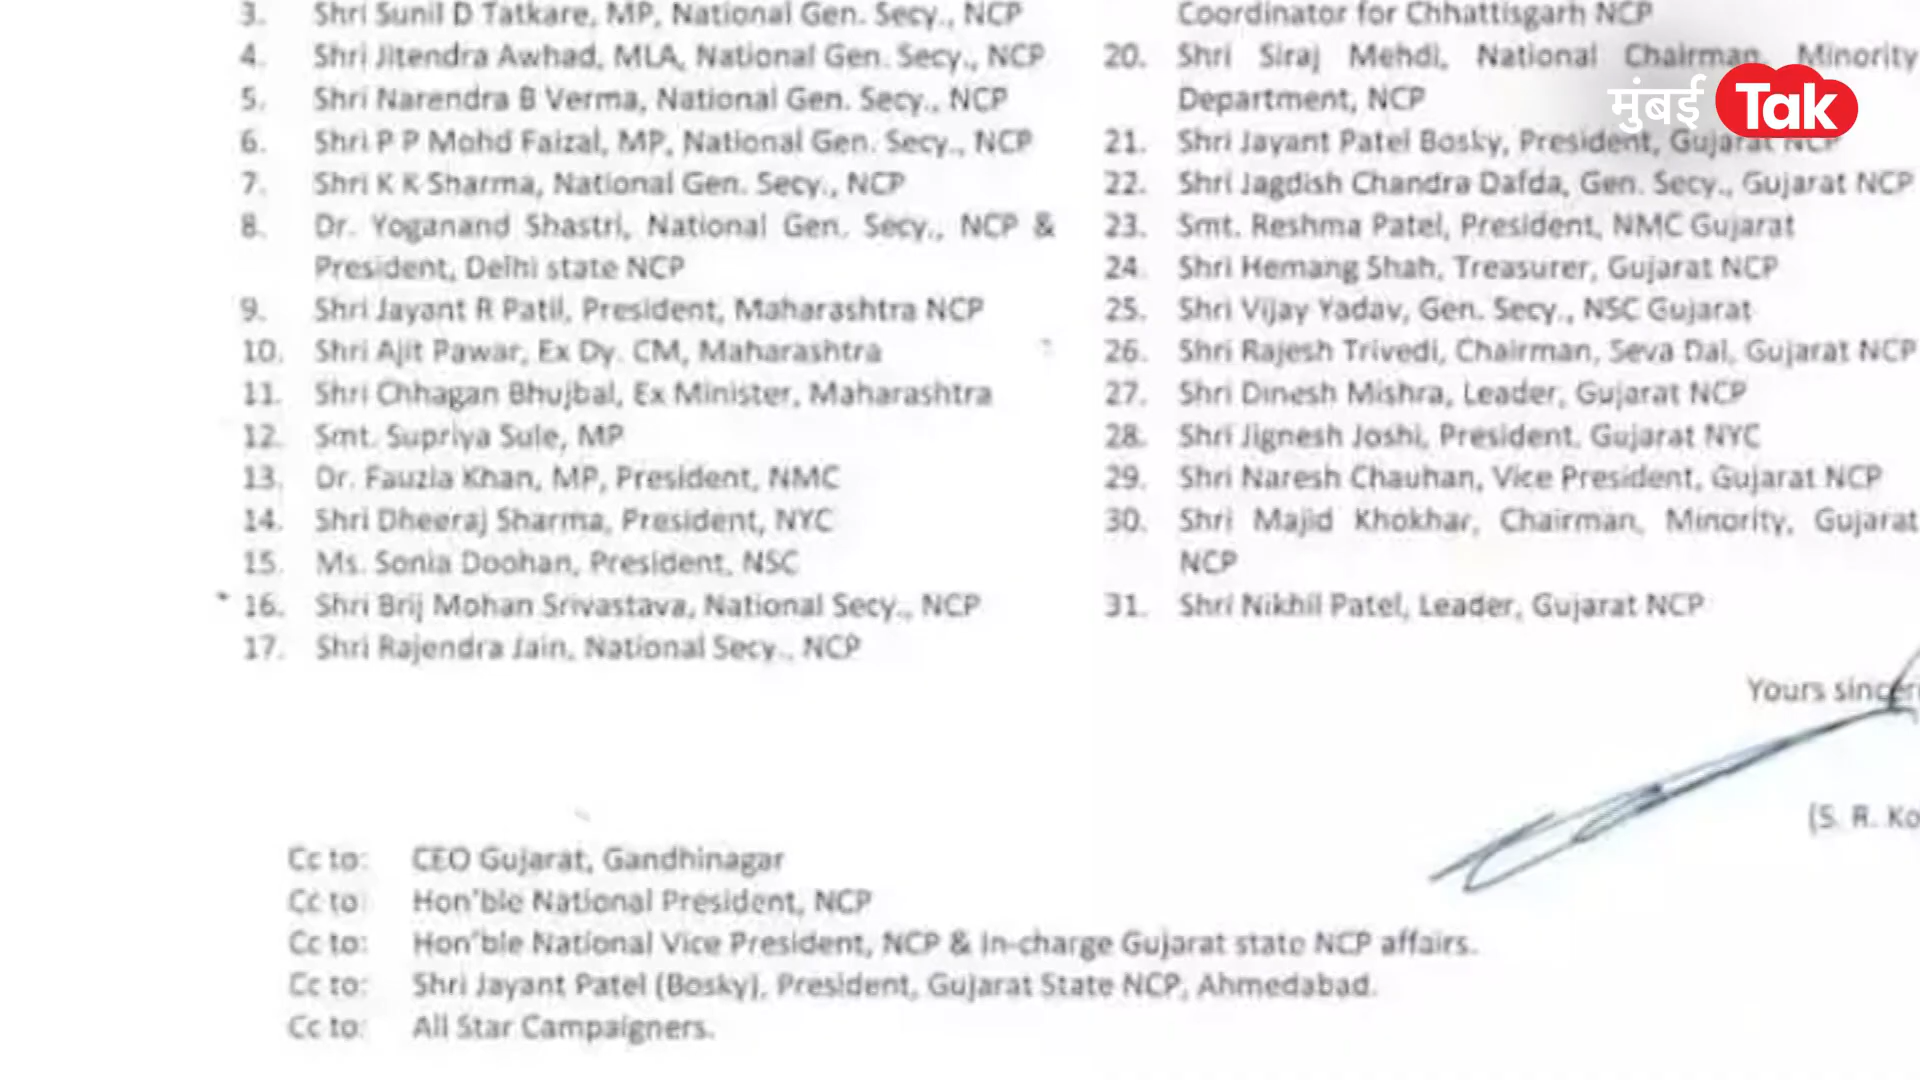 3. Shri Sunil D Tatkare, MP, National Gen. Secy., NCP
4. Shri Jitendra Awhad, MLA, National Gen. Secy., NCP
5. Shri Narendra B Verma, National Gen. Secy., NCP
6. Shri P P Mohd Faizal, MP, National Gen. Secy., NCP
7. Shri K K Sharma, National Gen. Secy., NCP
8. Dr. Yoganand Shastri, National Gen. Secy., NCP &
President, Delhi state NCP
9. Shri Jayant R Patil, President, Maharashtra NCP
10. Shri Ajit Pawar, Ex Dy. CM, Maharashtra
11. Shri Chhagan Bhujbal, Ex Minister, Maharashtra
12. Smt. Supriya Sule, MP
13. Dr. Fauzia Khan, MP, President, NMC
14. Shri Dheeraj Sharma, President, NYC
15. Ms. Sonia Doohan, President, NSC
16. Shri Brij Mohan Srivastava, National Secy., NCP
17. Shri Rajendra Jain, National Secy., NCP
Coordinator for Chhattisgarh NCP
20. Shri Siraj Mehdi, National Chairman, Minority
Department, NCP
21. Shri Jayant Patel Bosky, President, Gujarat NCP
22. Shri Jagdish Chandra Dafda, Gen. Secy., Gujarat NCP
23. Smt. Reshma Patel, President, NMC Gujarat
24. Shri Hemang Shah, Treasurer, Gujarat NCP
25. Shri Vijay Yadav, Gen. Secy., NSC Gujarat
26. Shri Rajesh Trivedi, Chairman, Seva Dal, Gujarat NCP
27. Shri Dinesh Mishra, Leader, Gujarat NCP
28. Shri Jignesh Joshi, President, Gujarat NYC
29. Shri Naresh Chauhan, Vice President, Gujarat NCP
30. Shri Majid Khokhar, Chairman, Minority, Gujarat
NCP
31. Shri Nikhil Patel, Leader, Gujarat NCP
मुंबई Tak
Yours
(S. R.
Cc to: CEO Gujarat, Gandhinagar
Cc to: Hon'ble National President, NCP
Cc to: Hon'ble National Vice President, NCP & In-charge Gujarat state NCP affairs.
Cc to: Shri Jayant Patel (Bosky), President, Gujarat State NCP, Ahmedabad.
Cc to: All Star Campaigners.